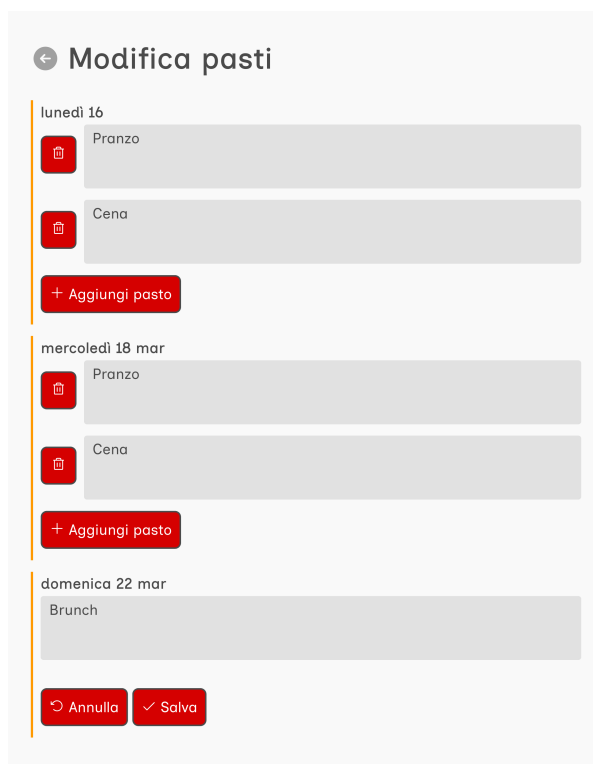 Modifica pasti
lunedì 16
Pranzo
Cena
Aggiungi pasto
mercoledì 18 mar
Pranzo
Cena
Aggiungi pasto
domenica 22 mar
Brunch
Annulla Salva